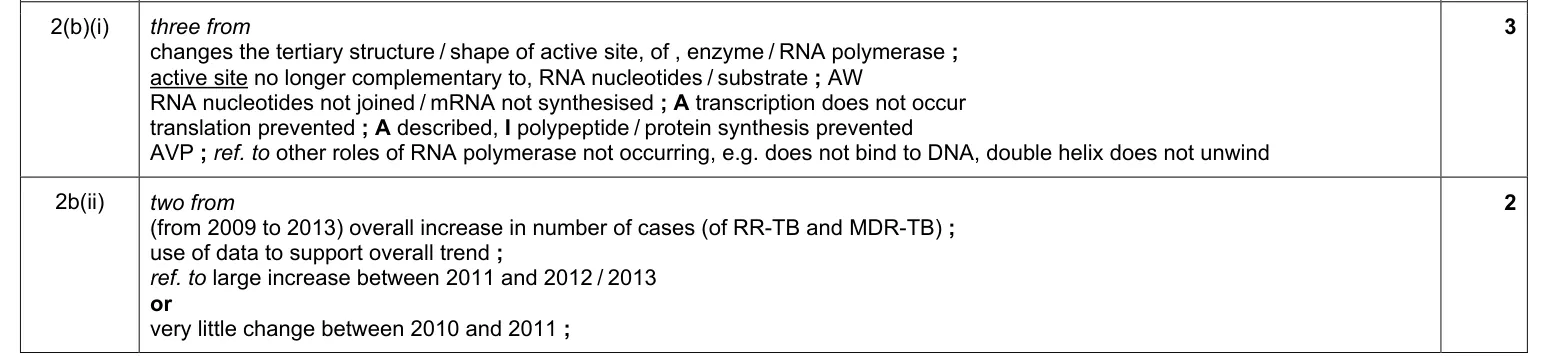 2(b)(i)
three from
3
changes the tertiary structure / shape of active site, of , enzyme / RNA polymerase ;
active site no longer complementary to, RNA nucleotides / substrate ; AW
RNA nucleotides not joined / mRNA not synthesised ; A transcription does not occur
translation prevented ; A described, I polypeptide / protein synthesis prevented
AVP ; ref. to other roles of RNA polymerase not occurring, e.g. does not bind to DNA, double helix does not unwind
2b(ii)
two from
2
(from 2009 to 2013) overall increase in number of cases (of RR-TB and MDR-TB) ;
use of data to support overall trend ;
ref. to large increase between 2011 and 2012 / 2013
or
very little change between 2010 and 2011 ;